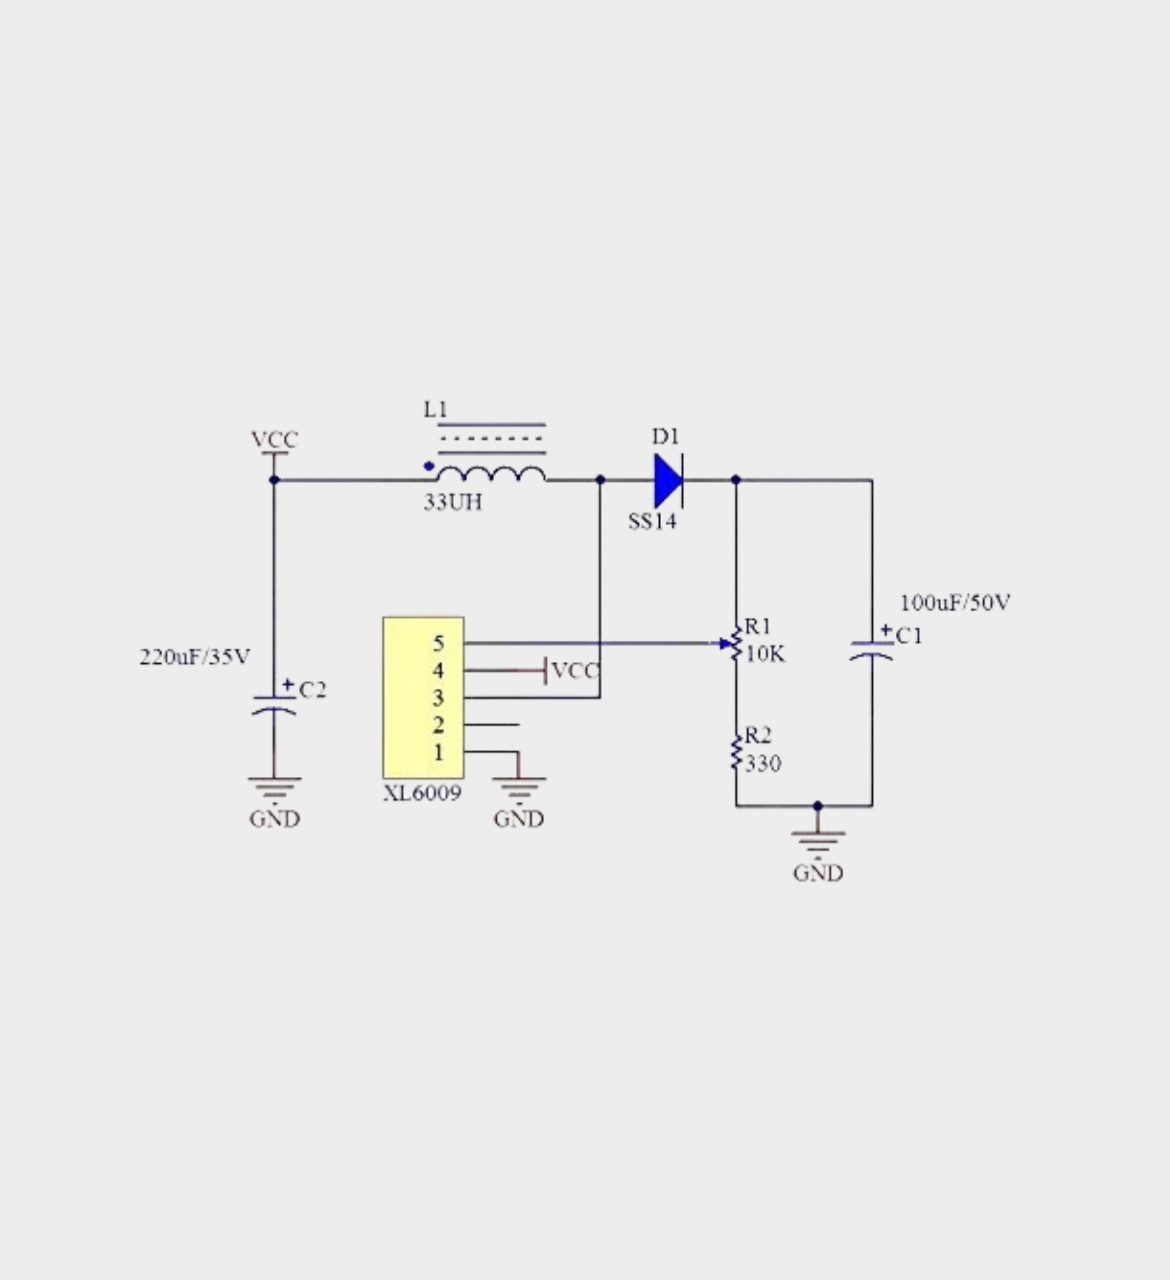 L1
VCC
D1
33UH
SS14
100uF/50V
R1
C1
10K
5
220uF/35V
4
VCC
C2
3
2
R2
1
330
XL6009
GND
GND
GND